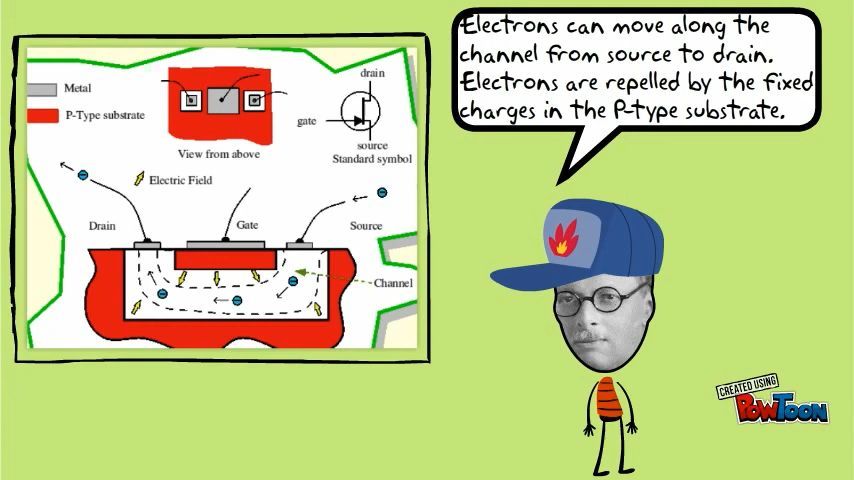 Electrons can move along the
channel from source to drain.
Electrons are repelled by the fixed
charges in the P-type substrate.
Metal
P-Type substrate
View from above
drain
gate
source
Standard symbol
Electric Field
Drain
Gate
Source
Channel
CREATED USING
POWTOON